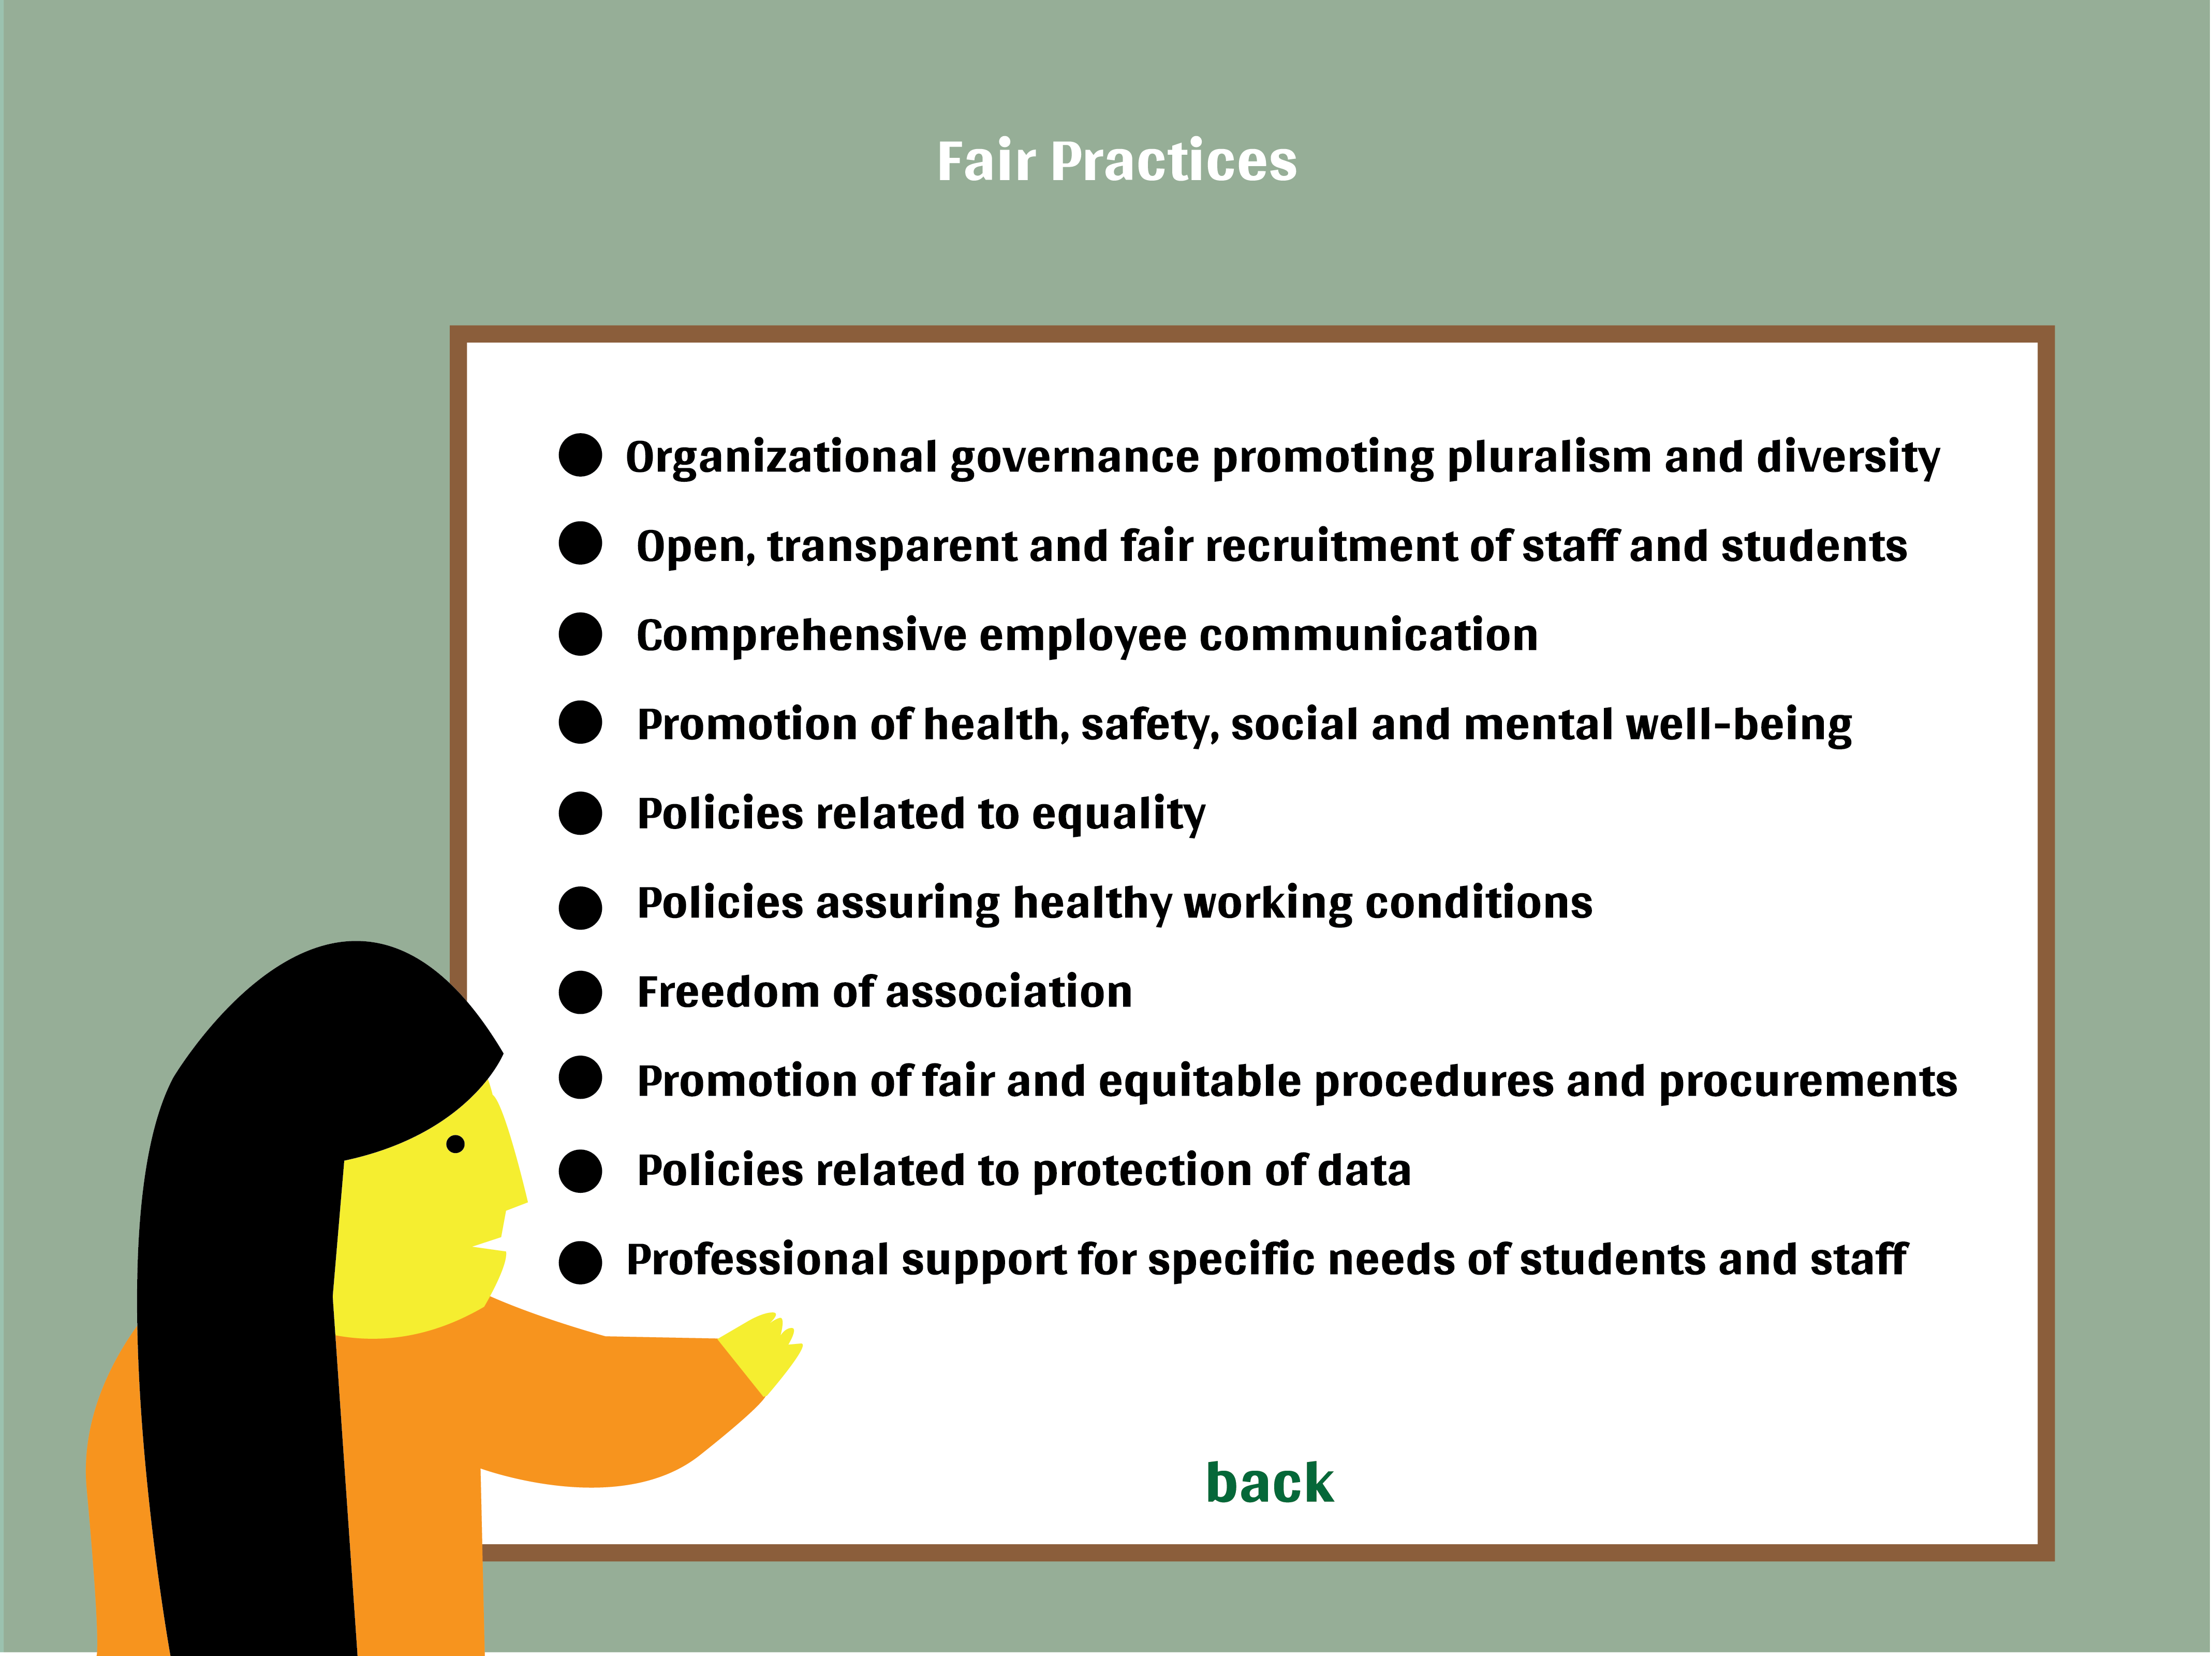 Fair Practices
● Organizational governance promoting pluralism and diversity
● Open, transparent and fair recruitment of staff and students
● Comprehensive employee communication
● Promotion of health, safety, social and mental well-being
● Policies related to equality
● Policies assuring healthy working conditions
● Freedom of association
● Promotion of fair and equitable procedures and procurements
● Policies related to protection of data
● Professional support for specific needs of students and staff
back